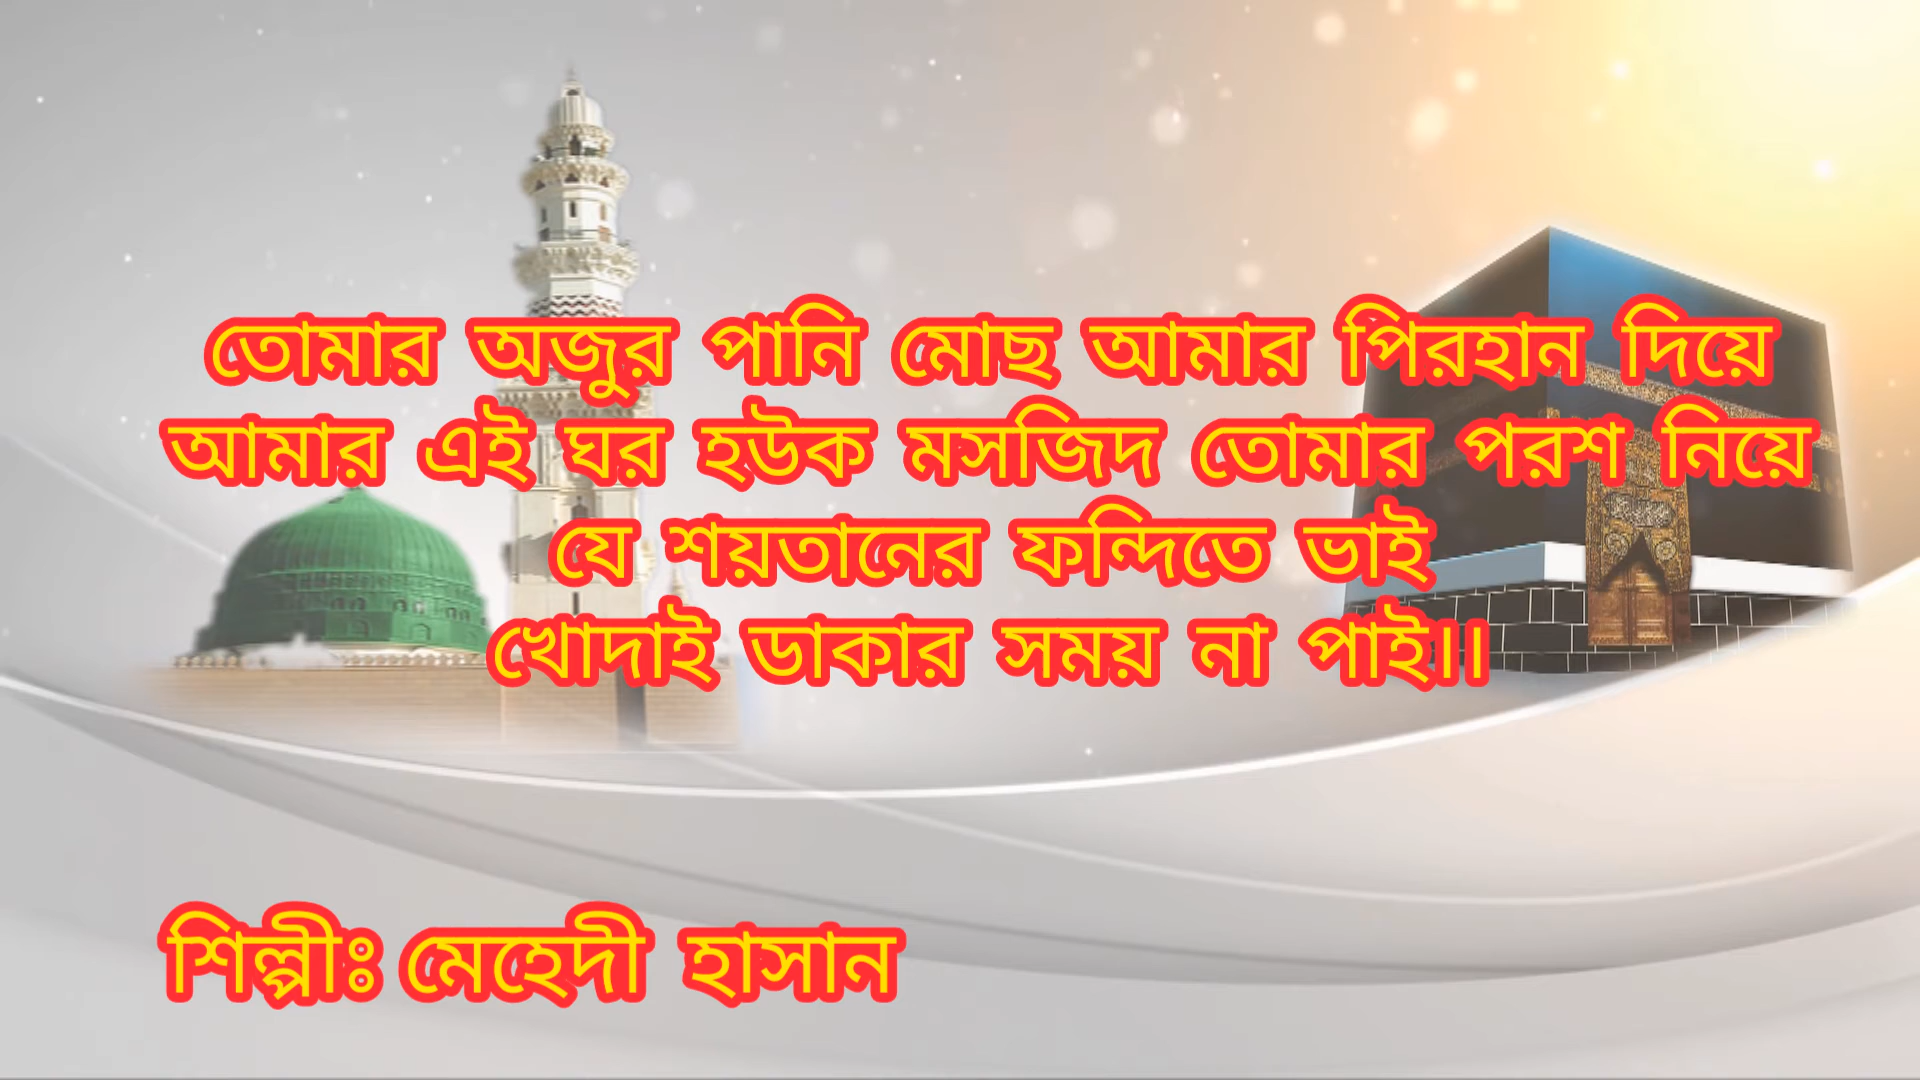 তোমার অজুর পানি মোছ আমার পিরহান দিয়ে
আমার এই ঘর হউক মসজিদ তোমার পরশ নিয়ে
যে শয়তানের ফন্দিতে ভাই
খোদাই ডাকার সময় না পাই।।
শিল্পীঃ মেহেদী হাসান